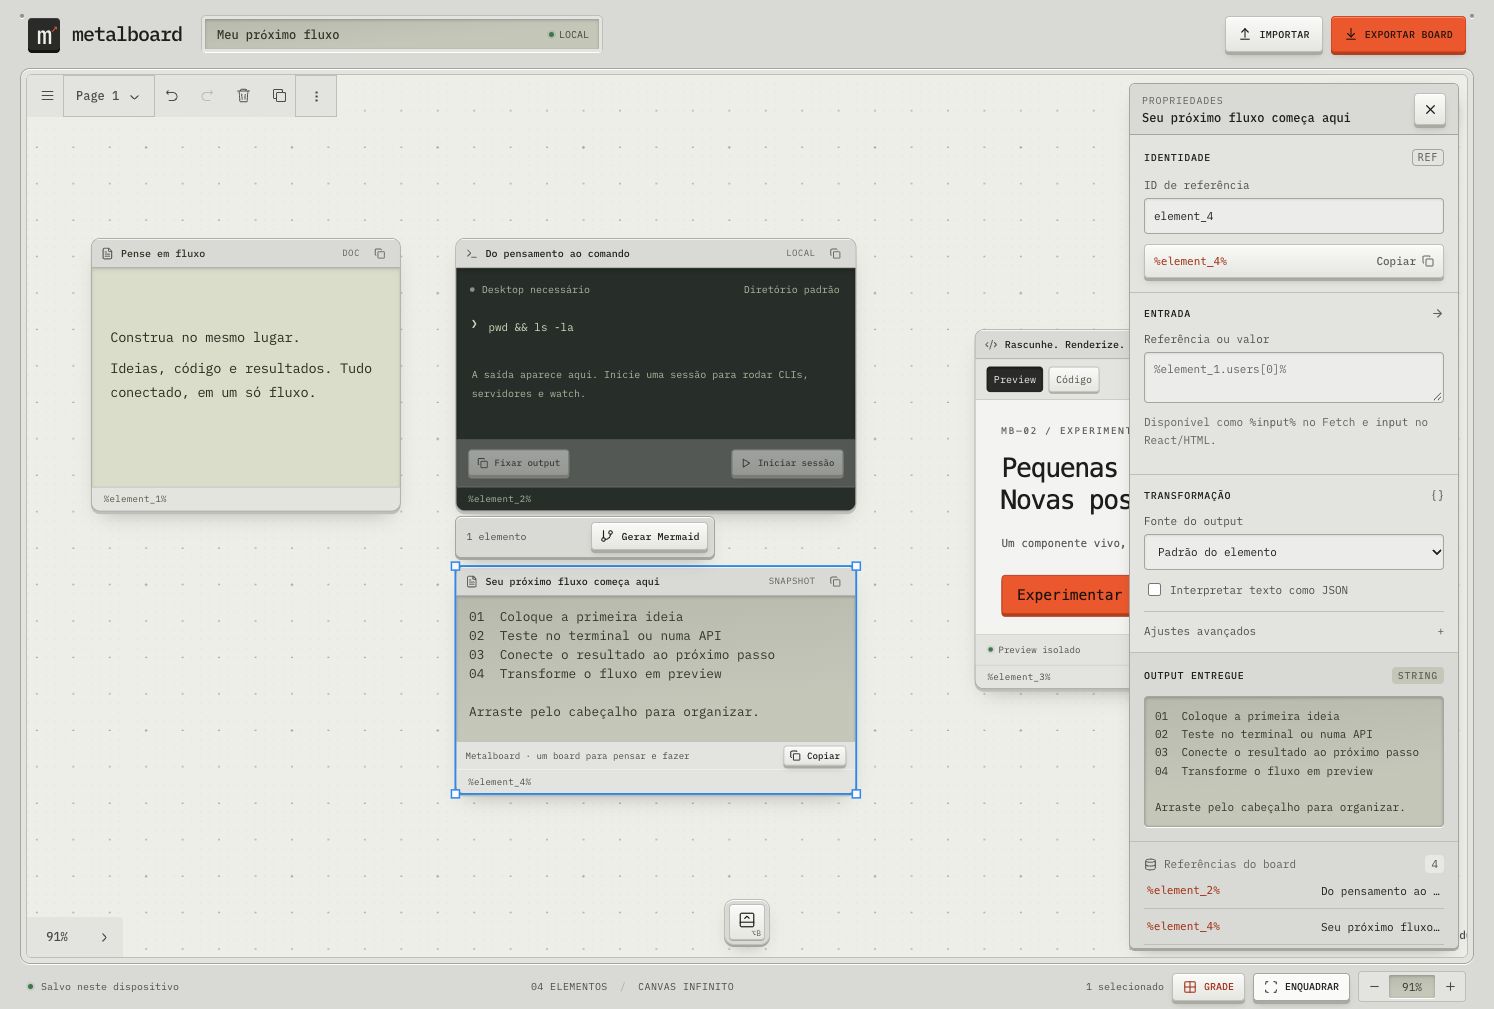 m metalboard
Meu próximo fluxo
LOCAL
IMPORTAR
EXPORTAR BOARD
Page 1
Pense em fluxo
DOC
Construa no mesmo lugar.
Ideias, código e resultados. Tudo
conectado, em um só fluxo.
%element_1%
Do pensamento ao comando
LOCAL
Desktop necessário
Diretório padrão
❯ pwd && ls -la
A saída aparece aqui. Inicie uma sessão para rodar CLIs,
servidores e watch.
Fixar output
Iniciar sessão
%element_2%
1 elemento
Gerar Mermaid
Seu próximo fluxo começa aqui
SNAPSHOT
01 Coloque a primeira ideia
02 Teste no terminal ou numa API
03 Conecte o resultado ao próximo passo
04 Transforme o fluxo em preview
Arraste pelo cabeçalho para organizar.
Metalboard · um board para pensar e fazer
Copiar
%element_4%
</> Rascunhe. Renderize.
Preview
Código
MB—02 / EXPERIMENT
Pequenas
Novas pos
Um componente vivo,
Experimentar
Preview isolado
%element_3%
PROPRIEDADES
Seu próximo fluxo começa aqui
IDENTIDADE
REF
ID de referência
element_4
%element_4%
Copiar
ENTRADA
Referência ou valor
%element_1.users[0]%
Disponível como %input% no Fetch e input no
React/HTML.
TRANSFORMAÇÃO
{}
Fonte do output
Padrão do elemento
Interpretar texto como JSON
Ajustes avançados
+
OUTPUT ENTREGUE
STRING
01 Coloque a primeira ideia
02 Teste no terminal ou numa API
03 Conecte o resultado ao próximo passo
04 Transforme o fluxo em preview
Arraste pelo cabeçalho para organizar.
Referências do board
4
%element_2%
Do pensamento ao …
%element_4%
Seu próximo fluxo…
91%
⌥B
Salvo neste dispositivo
04 ELEMENTOS / CANVAS INFINITO
1 selecionado
GRADE
ENQUADRAR
− 91% +